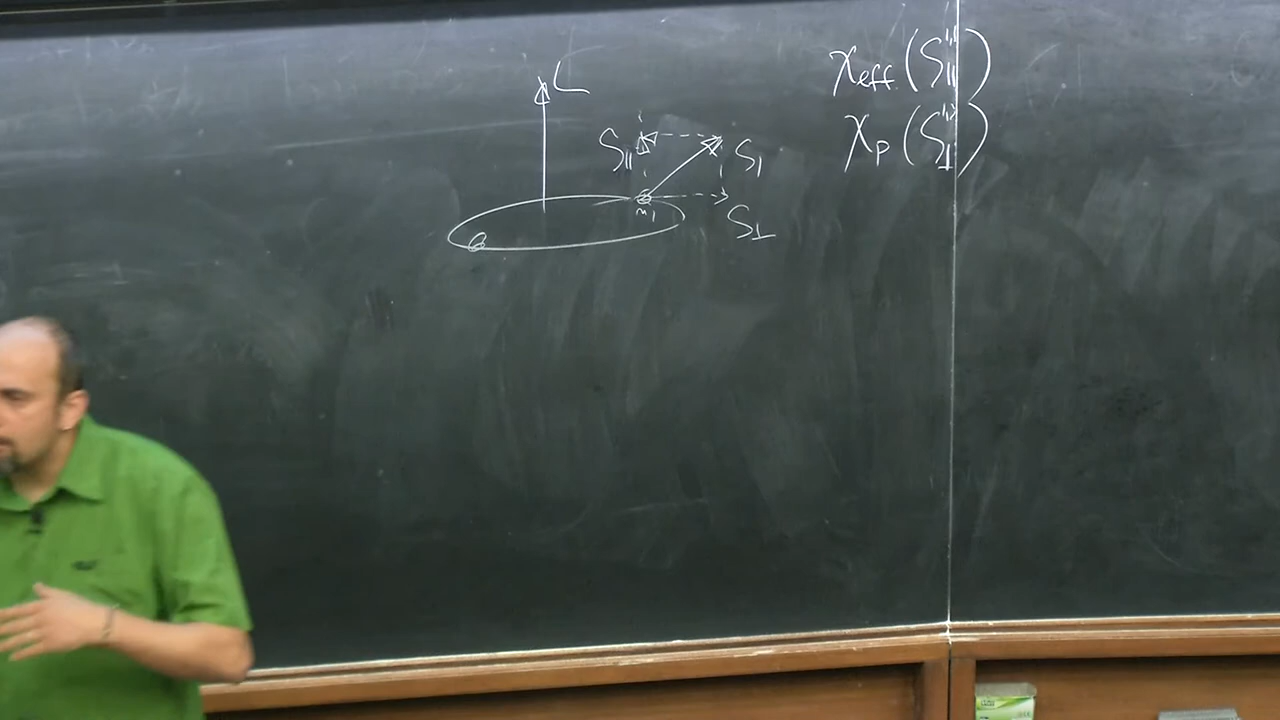 L
χeff (S"||)
S|| S1
χp (S"⊥)
m1
S⊥